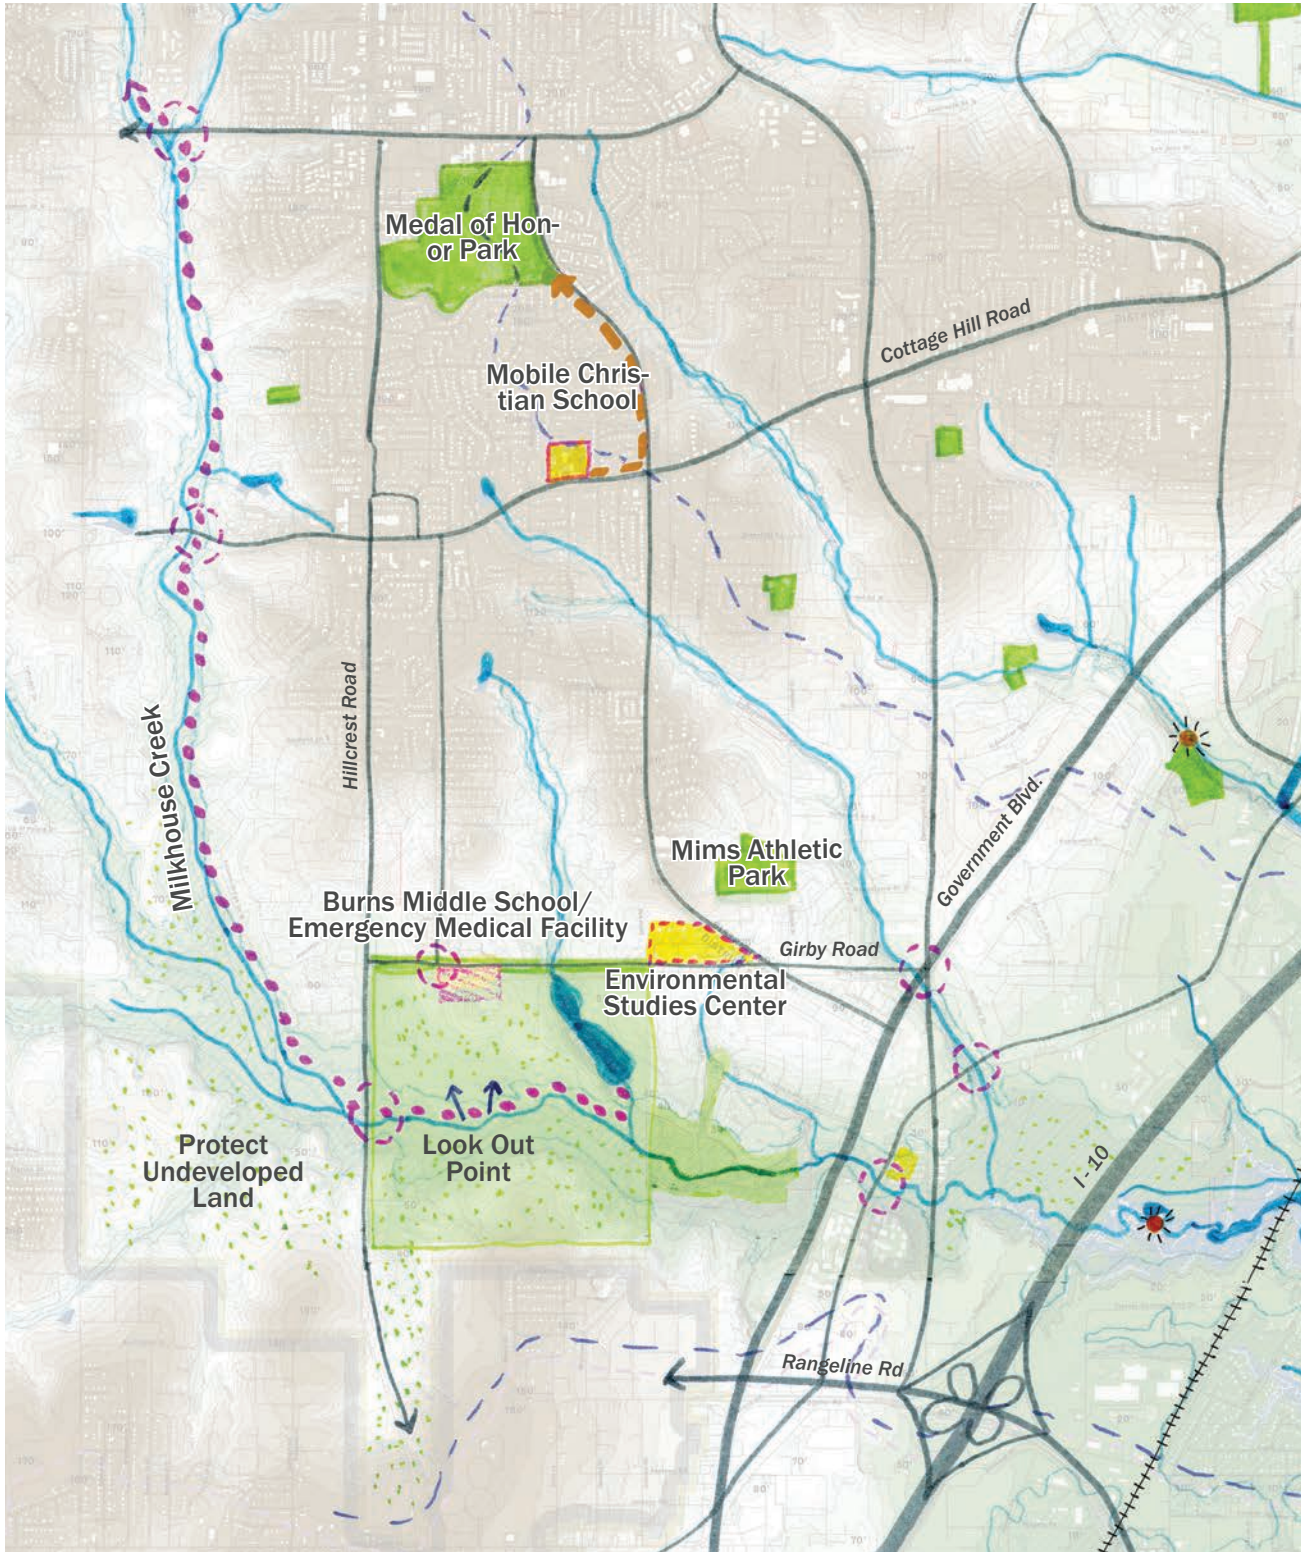 Medal of Hon-
or Park
Cottage Hill Road
Mobile Chris-
tian School
Hillcrest Road
Milkhouse Creek
Government Blvd.
Mims Athletic
Park
Burns Middle School/
Emergency Medical Facility
Girby Road
Environmental
Studies Center
Protect
Undeveloped
Land
Look Out
Point
I - 10
Rangeline Rd